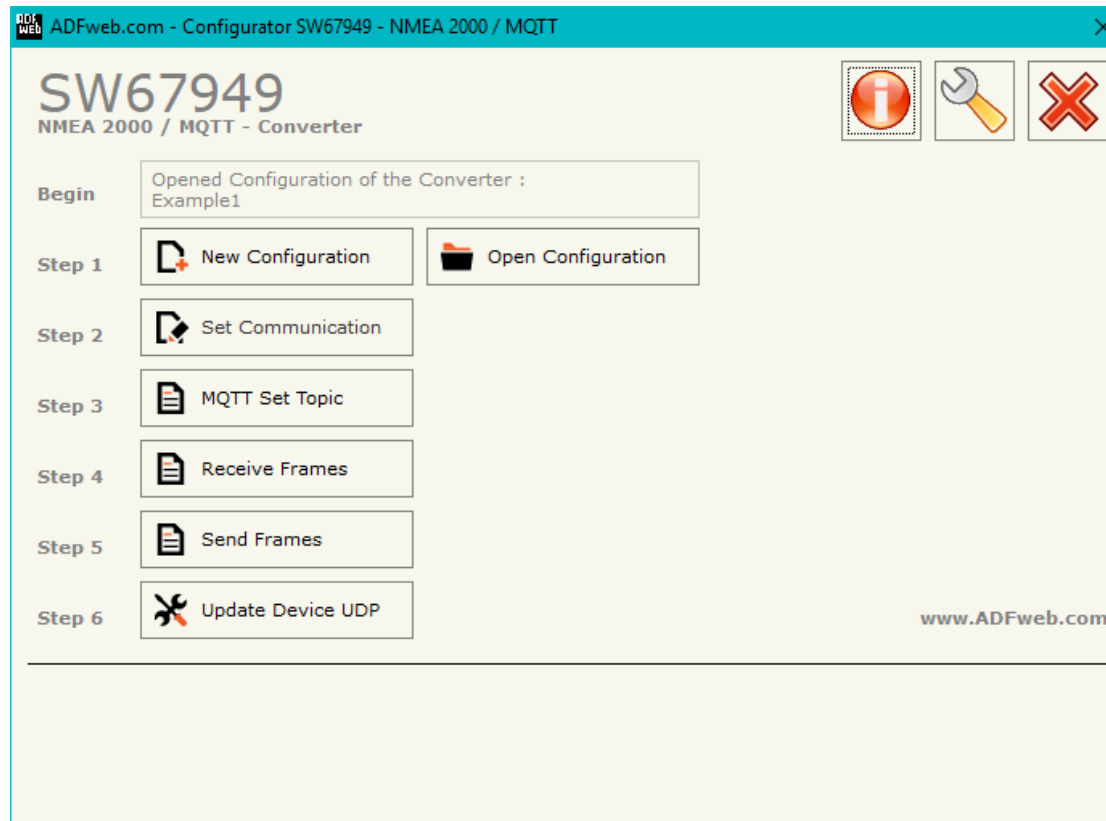 ADF
WEB
ADFweb.com - Configurator SW67949 - NMEA 2000 / MQTT
SW67949
NMEA 2000 / MQTT - Converter
Begin
Opened Configuration of the Converter :
Example1
Step 1
New Configuration
Open Configuration
Step 2
Set Communication
Step 3
MQTT Set Topic
Step 4
Receive Frames
Step 5
Send Frames
Step 6
Update Device UDP
www.ADFweb.com